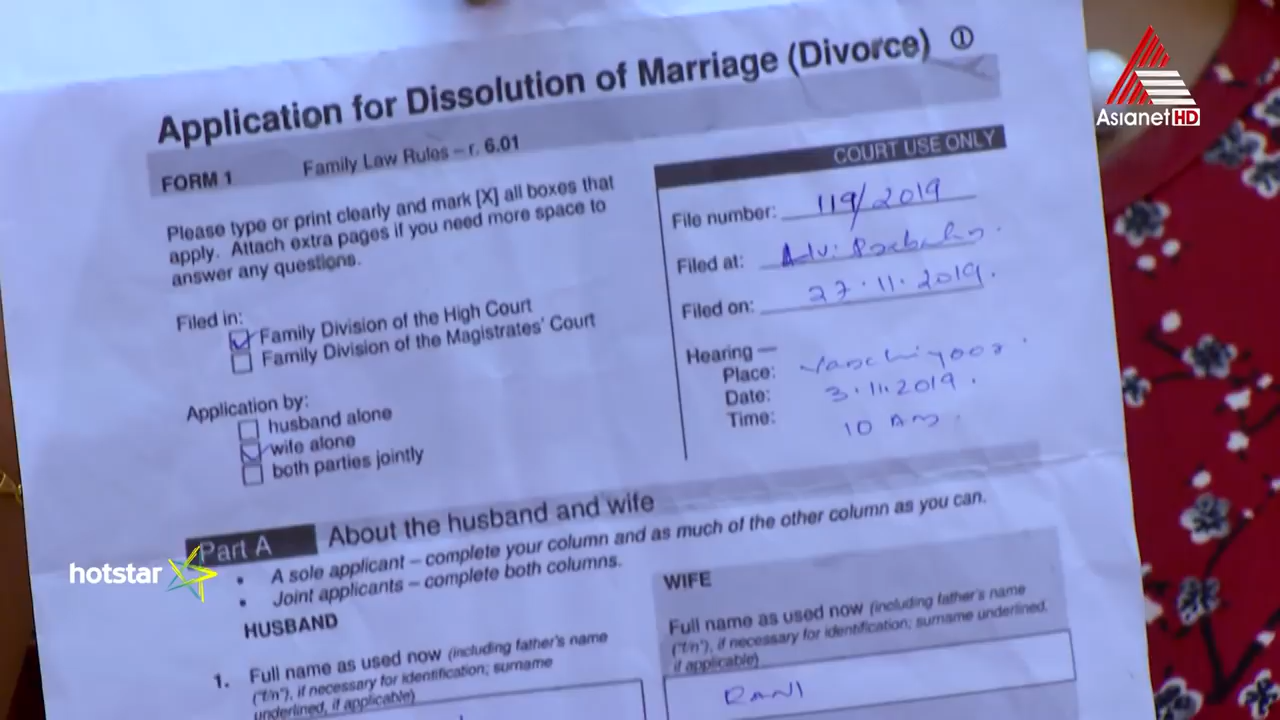 Application for Dissolution of Marriage (Divorce) ①
FORM 1 Family Law Rules – r. 6.01
Please type or print clearly and mark [X] all boxes that
apply. Attach extra pages if you need more space to
answer any questions.
Filed in:
Family Division of the High Court
Family Division of the Magistrates' Court
Application by:
husband alone
wife alone
both parties jointly
COURT USE ONLY
File number: 119/2019
Filed at: Adv:
Filed on: 27.11.2019.
Hearing –
Place:
Date: 3.11.2019.
Time: 10 AM.
Part A About the husband and wife
• A sole applicant – complete your column and as much of the other column as you can.
• Joint applicants – complete both columns.
HUSBAND
1. Full name as used now (including father's name
("f/n"), if necessary for identification; surname
underlined, if applicable)
WIFE
Full name as used now (including father's name
("f/n"), if necessary for identification; surname underlined,
if applicable)
RANI
Asianet HD
hotstar